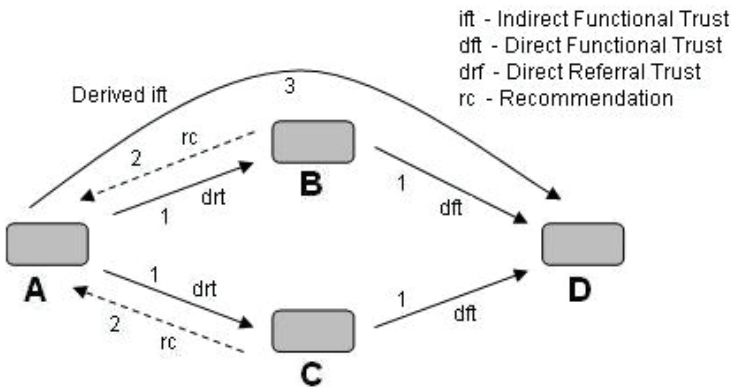 ift - Indirect Functional Trust
dft - Direct Functional Trust
drf - Direct Referral Trust
rc - Recommendation
Derived ift
3
2
rc
B
1
drt
1
dft
A
D
1
drt
1
dft
2
rc
C